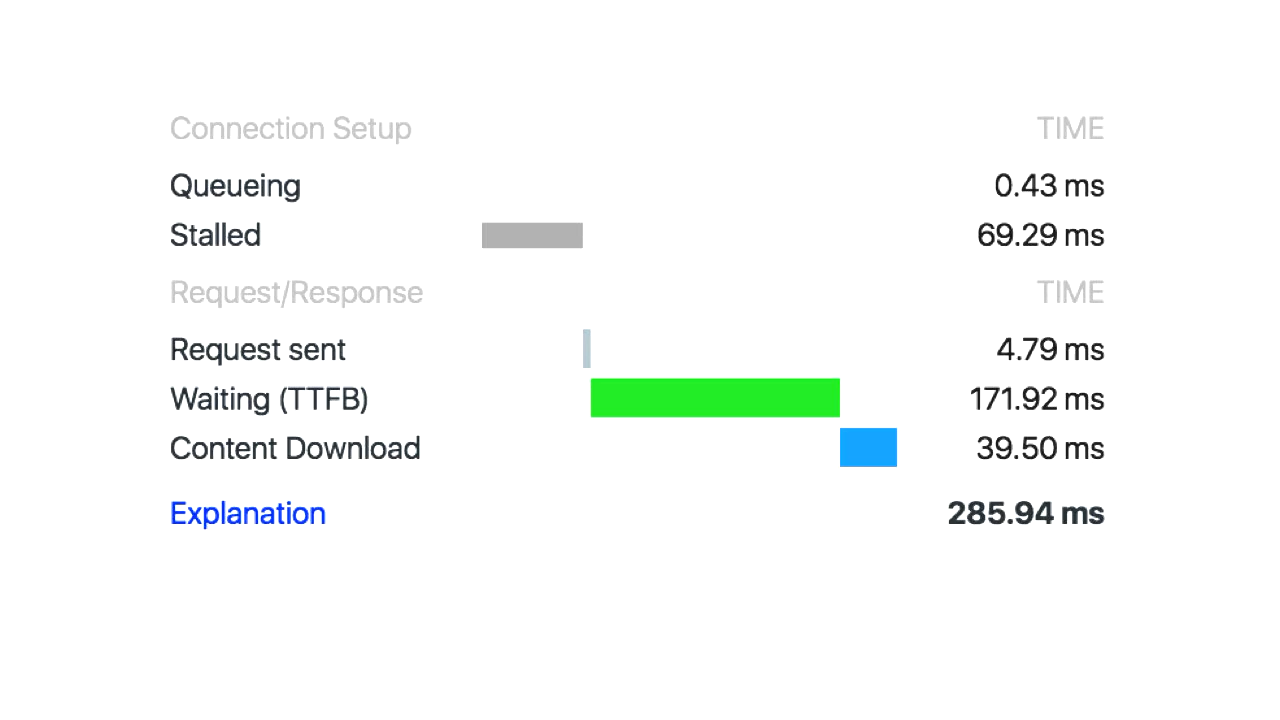 Connection Setup TIME
Queueing 0.43 ms
Stalled 69.29 ms
Request/Response TIME
Request sent 4.79 ms
Waiting (TTFB) 171.92 ms
Content Download 39.50 ms
Explanation 285.94 ms